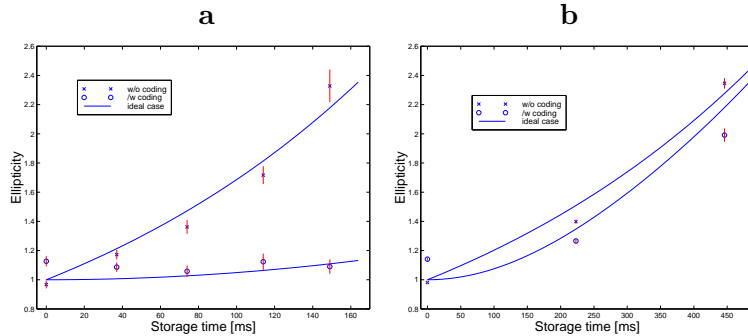 a
b
2.6
2.4
2.2
2
1.8
1.6
1.4
1.2
1
0.8
Ellipticity
w/o coding
/w coding
ideal case
0 20 40 60 80 100 120 140 160
Storage time [ms]
2.6
2.4
2.2
2
1.8
1.6
1.4
1.2
1
0.8
Ellipticity
w/o coding
/w coding
ideal case
0 50 100 150 200 250 300 350 400 450
Storage time [ms]